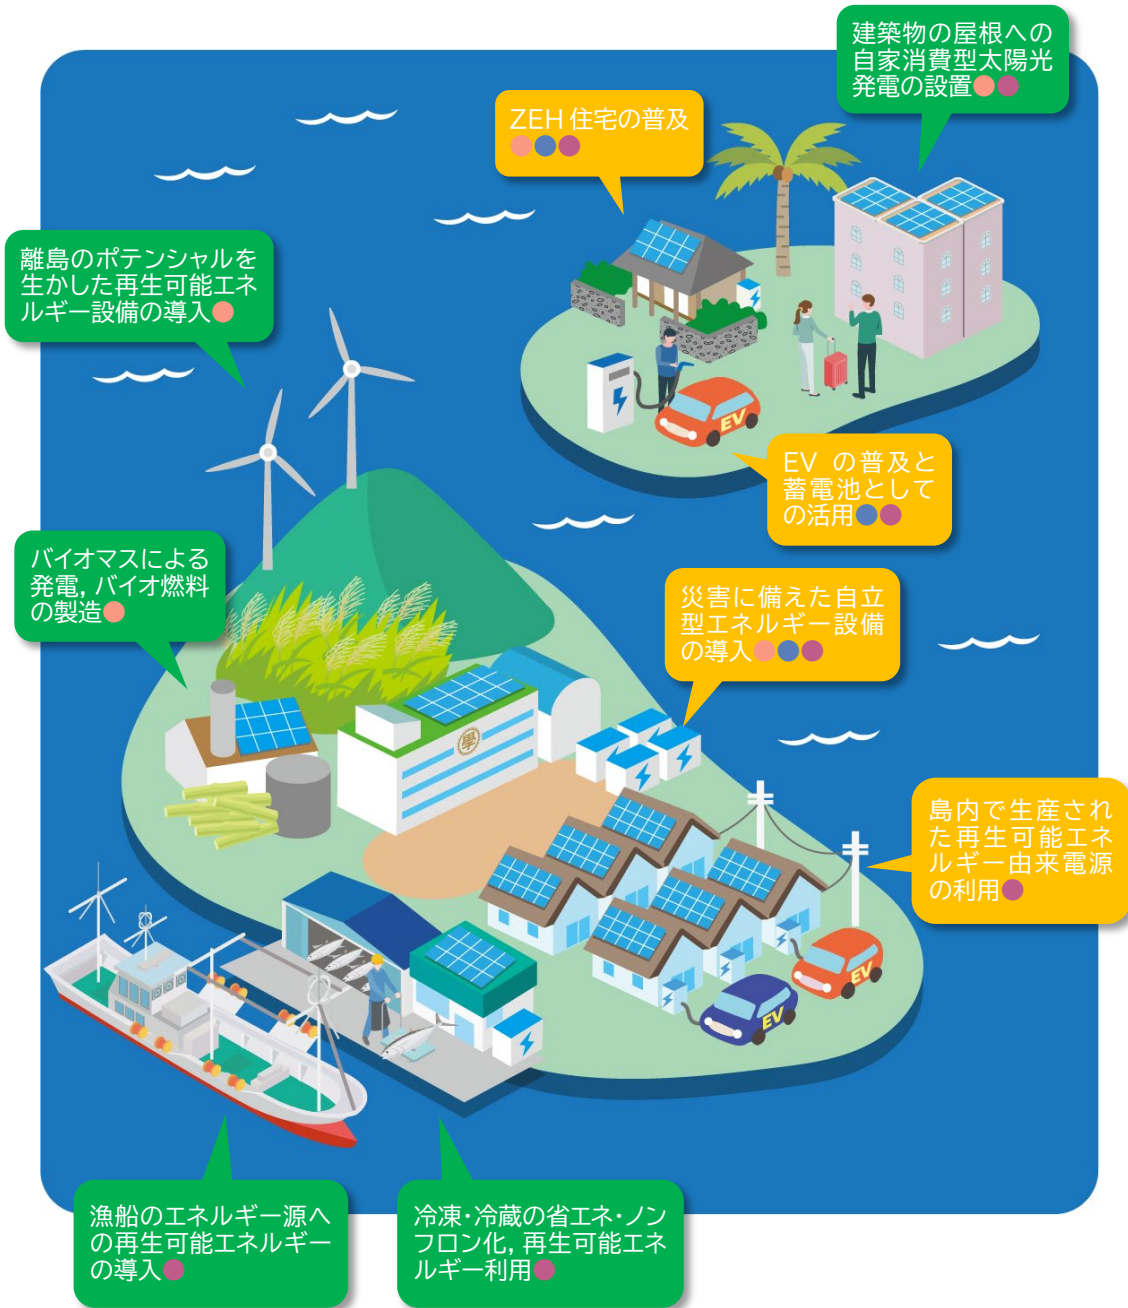 建築物の屋根への
自家消費型太陽光
発電の設置
ZEH 住宅の普及
離島のポテンシャルを
生かした再生可能エネ
ルギー設備の導入
EV の普及と
蓄電池として
の活用
EV
バイオマスによる
発電, バイオ燃料
の製造
災害に備えた自立
型エネルギー設備
の導入
學
島内で生産され
た再生可能エネ
ルギー由来電源
の利用
EV
EV
漁船のエネルギー源へ
の再生可能エネルギー
の導入
冷凍・冷蔵の省エネ・ノン
フロン化, 再生可能エネ
ルギー利用